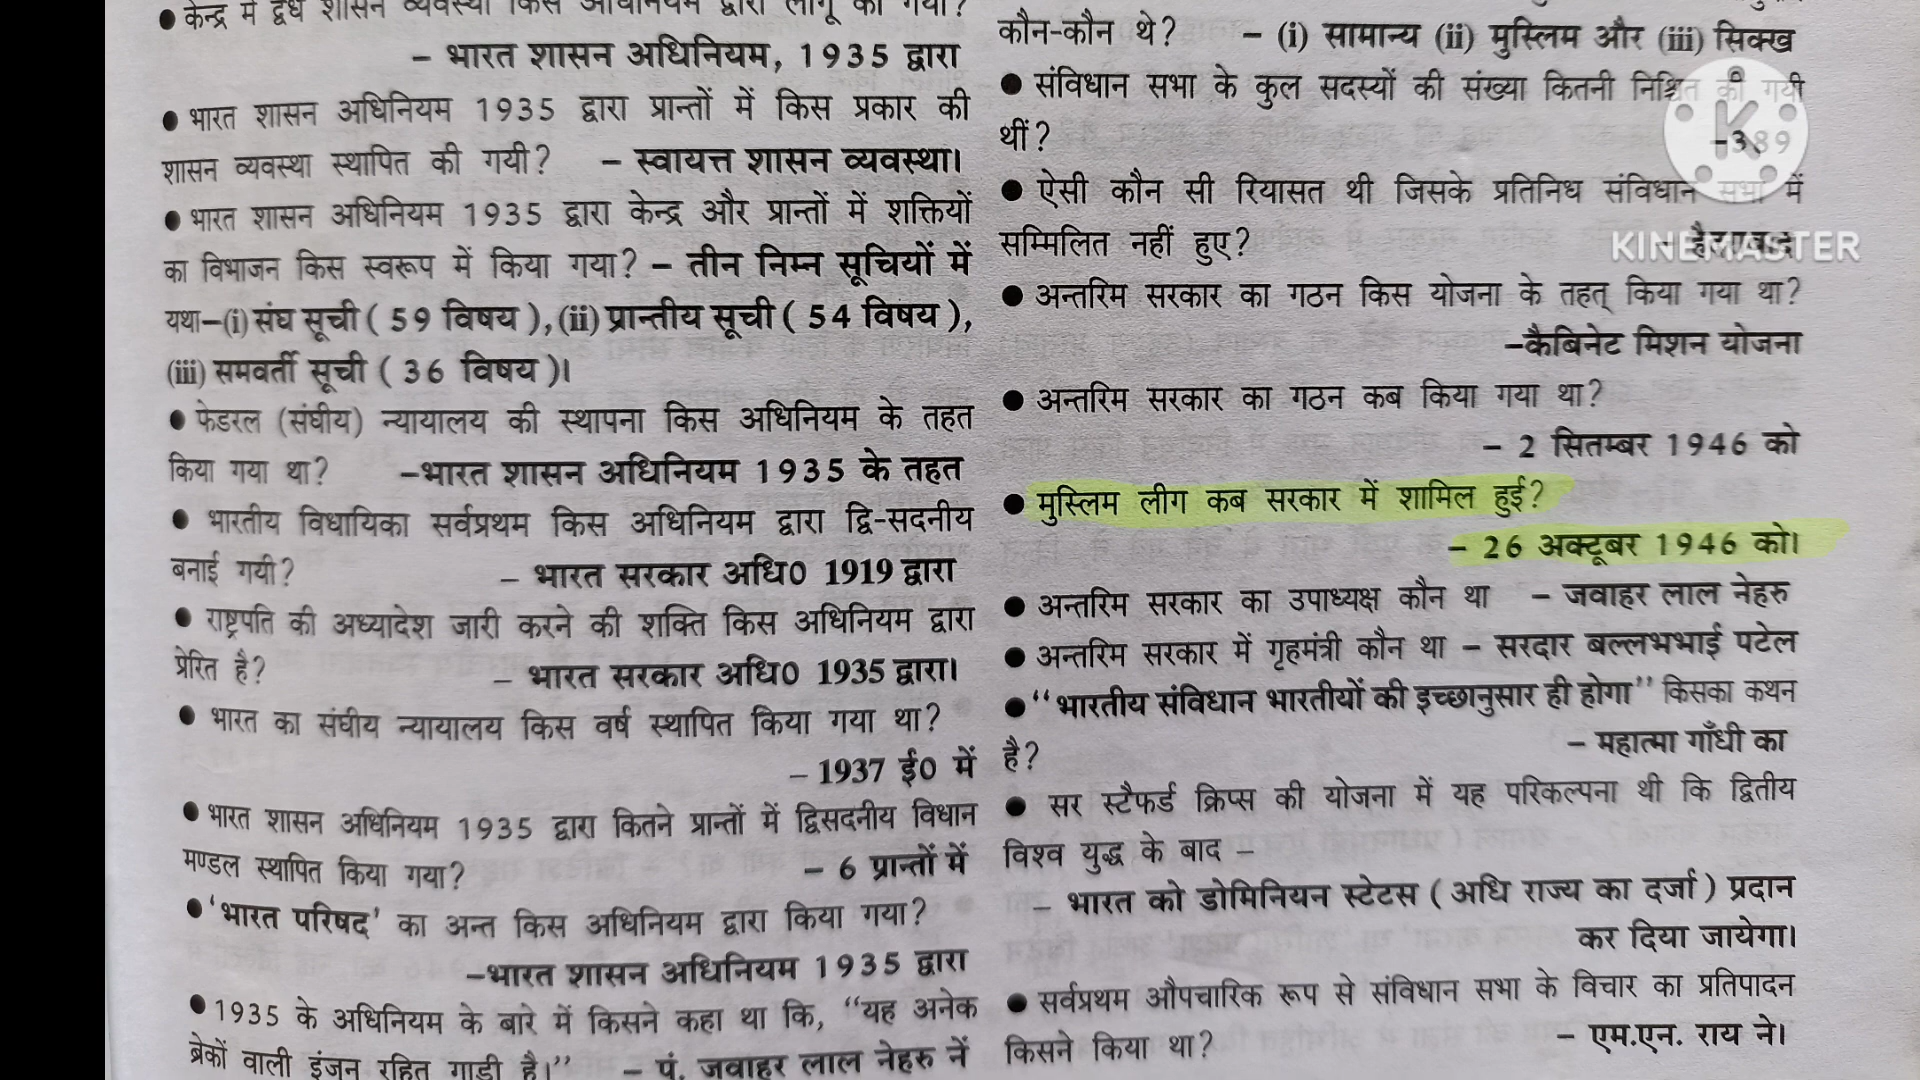 ● केन्द्र में द्वैध शासन व्यवस्था किस अधिनियम द्वारा लागू की गयी?
– भारत शासन अधिनियम, 1935 द्वारा
● भारत शासन अधिनियम 1935 द्वारा प्रान्तों में किस प्रकार की
शासन व्यवस्था स्थापित की गयी? – स्वायत्त शासन व्यवस्था।
● भारत शासन अधिनियम 1935 द्वारा केन्द्र और प्रान्तों में शक्तियों
का विभाजन किस स्वरूप में किया गया? – तीन निम्न सूचियों में
यथा–(i) संघ सूची ( 59 विषय ), (ii) प्रान्तीय सूची ( 54 विषय ),
(iii) समवर्ती सूची ( 36 विषय )।
● फेडरल (संघीय) न्यायालय की स्थापना किस अधिनियम के तहत
किया गया था? –भारत शासन अधिनियम 1935 के तहत
● भारतीय विधायिका सर्वप्रथम किस अधिनियम द्वारा द्वि-सदनीय
बनाई गयी? – भारत सरकार अधि0 1919 द्वारा
● राष्ट्रपति की अध्यादेश जारी करने की शक्ति किस अधिनियम द्वारा
प्रेरित है? – भारत सरकार अधि0 1935 द्वारा।
● भारत का संघीय न्यायालय किस वर्ष स्थापित किया गया था?
– 1937 ई0 में
● भारत शासन अधिनियम 1935 द्वारा कितने प्रान्तों में द्विसदनीय विधान
मण्डल स्थापित किया गया? – 6 प्रान्तों में
● 'भारत परिषद' का अन्त किस अधिनियम द्वारा किया गया?
–भारत शासन अधिनियम 1935 द्वारा
● 1935 के अधिनियम के बारे में किसने कहा था कि, "यह अनेक
ब्रेकों वाली इंजन रहित गाड़ी है।" – पं. जवाहर लाल नेहरु नें
कौन-कौन थे? – (i) सामान्य (ii) मुस्लिम और (iii) सिक्ख
● संविधान सभा के कुल सदस्यों की संख्या कितनी निश्चित की गयी
थीं? –389
● ऐसी कौन सी रियासत थी जिसके प्रतिनिध संविधान सभा में
सम्मिलित नहीं हुए? – हैदराबाद
KINEMASTER
● अन्तरिम सरकार का गठन किस योजना के तहत् किया गया था?
–कैबिनेट मिशन योजना
● अन्तरिम सरकार का गठन कब किया गया था?
– 2 सितम्बर 1946 को
● मुस्लिम लीग कब सरकार में शामिल हुई?
– 26 अक्टूबर 1946 को।
● अन्तरिम सरकार का उपाध्यक्ष कौन था – जवाहर लाल नेहरु
● अन्तरिम सरकार में गृहमंत्री कौन था – सरदार बल्लभभाई पटेल
● "भारतीय संविधान भारतीयों की इच्छानुसार ही होगा" किसका कथन
है? – महात्मा गाँधी का
● सर स्टैफर्ड क्रिप्स की योजना में यह परिकल्पना थी कि द्वितीय
विश्व युद्ध के बाद –
– भारत को डोमिनियन स्टेटस ( अधि राज्य का दर्जा ) प्रदान
कर दिया जायेगा।
● सर्वप्रथम औपचारिक रूप से संविधान सभा के विचार का प्रतिपादन
किसने किया था? – एम.एन. राय ने।